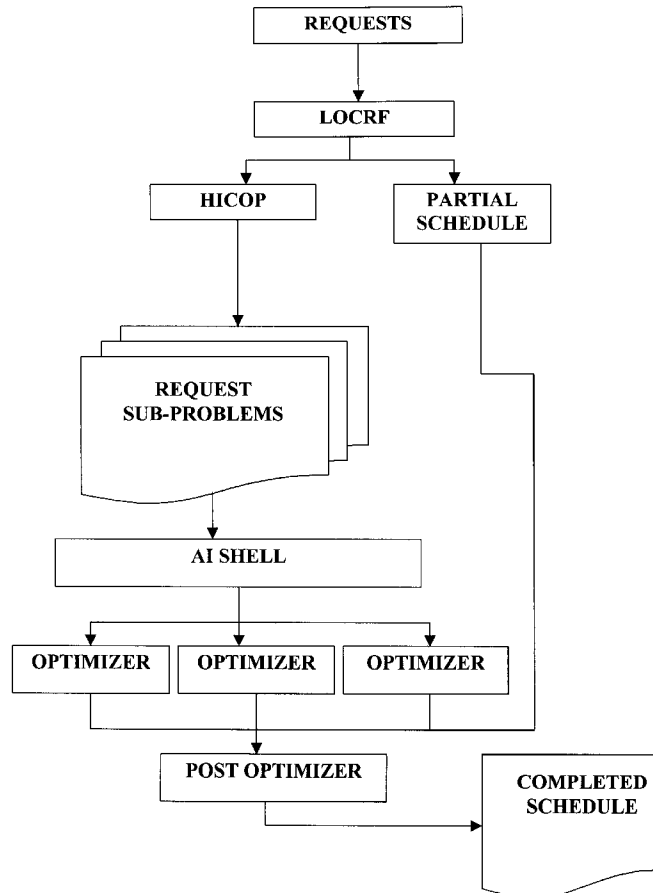 REQUESTS
LOCRF
HICOP
PARTIAL
SCHEDULE
REQUEST
SUB-PROBLEMS
AI SHELL
OPTIMIZER
OPTIMIZER
OPTIMIZER
POST OPTIMIZER
COMPLETED
SCHEDULE